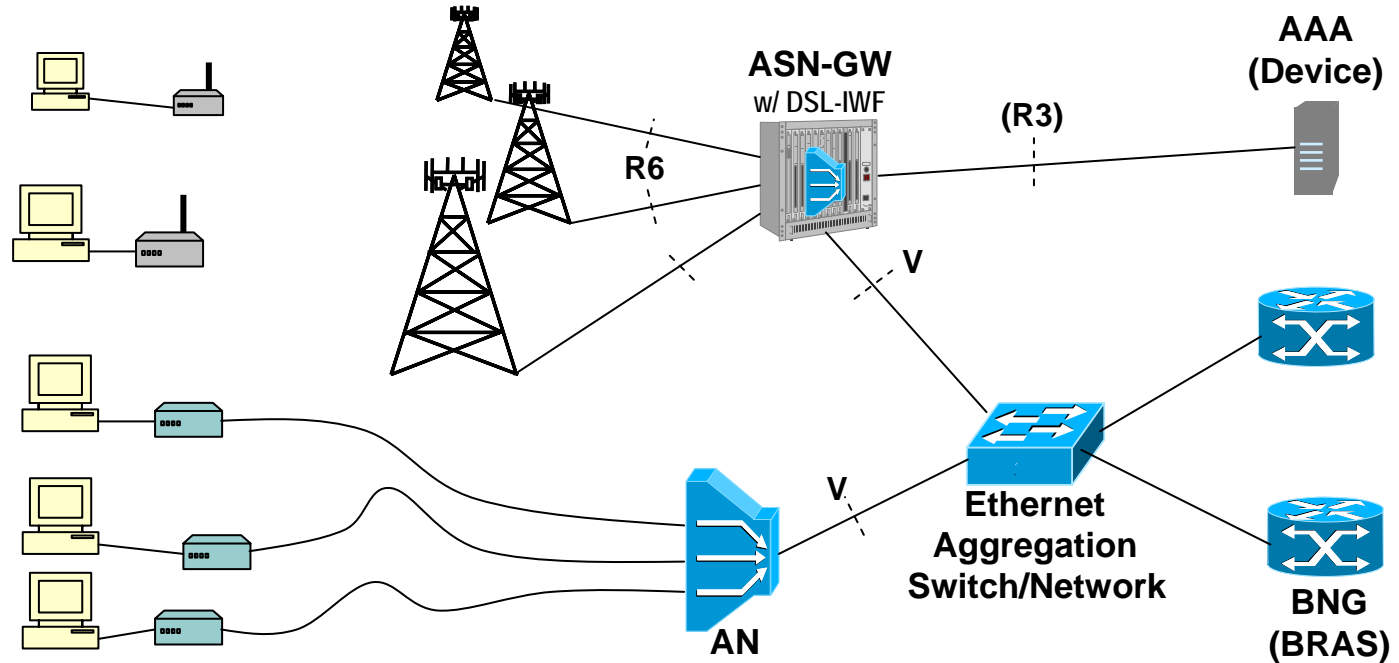 ASN-GW
w/ DSL-IWF
AAA
(Device)
(R3)
R6
V
V
Ethernet
Aggregation
Switch/Network
AN
BNG
(BRAS)